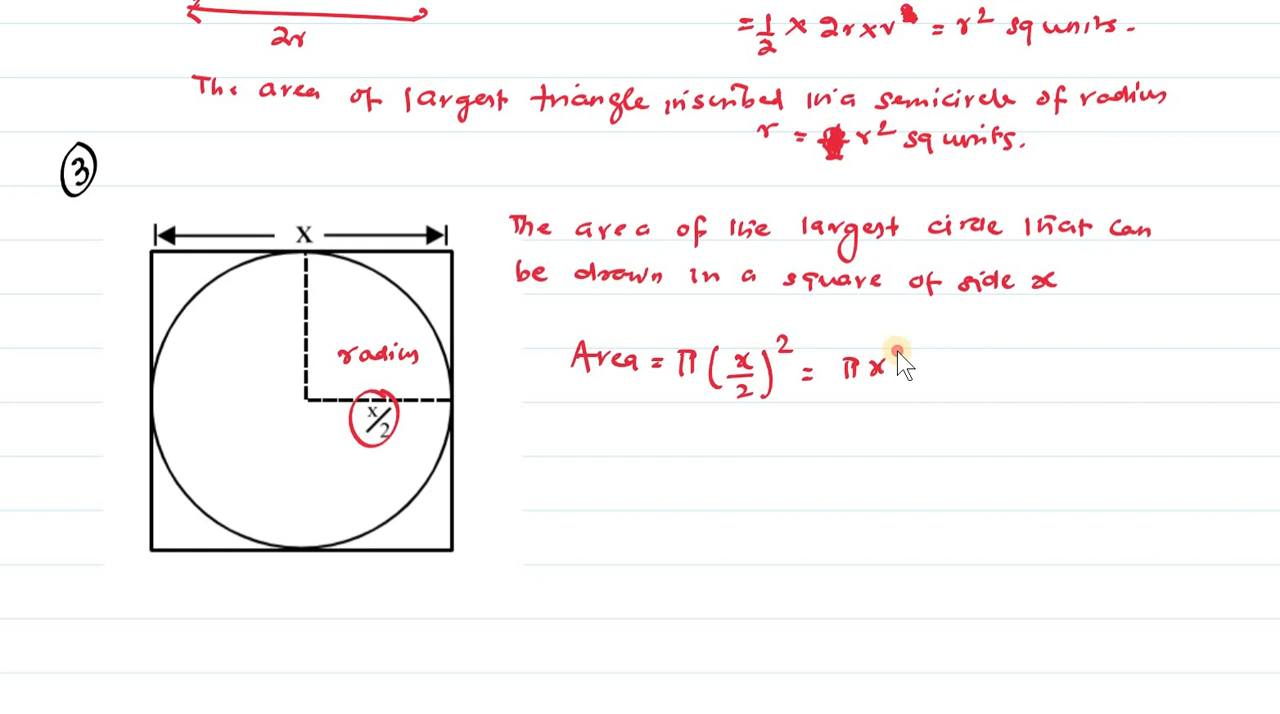 2r
= 1/2 × 2r × r = r² sq units.
The area of largest triangle inscribed in a semicircle of radius
r = r² sq units.
3
X
The area of the largest circle that can
be drawn in a square of side x
radius
Area = π(x/2)² = πx
x/2